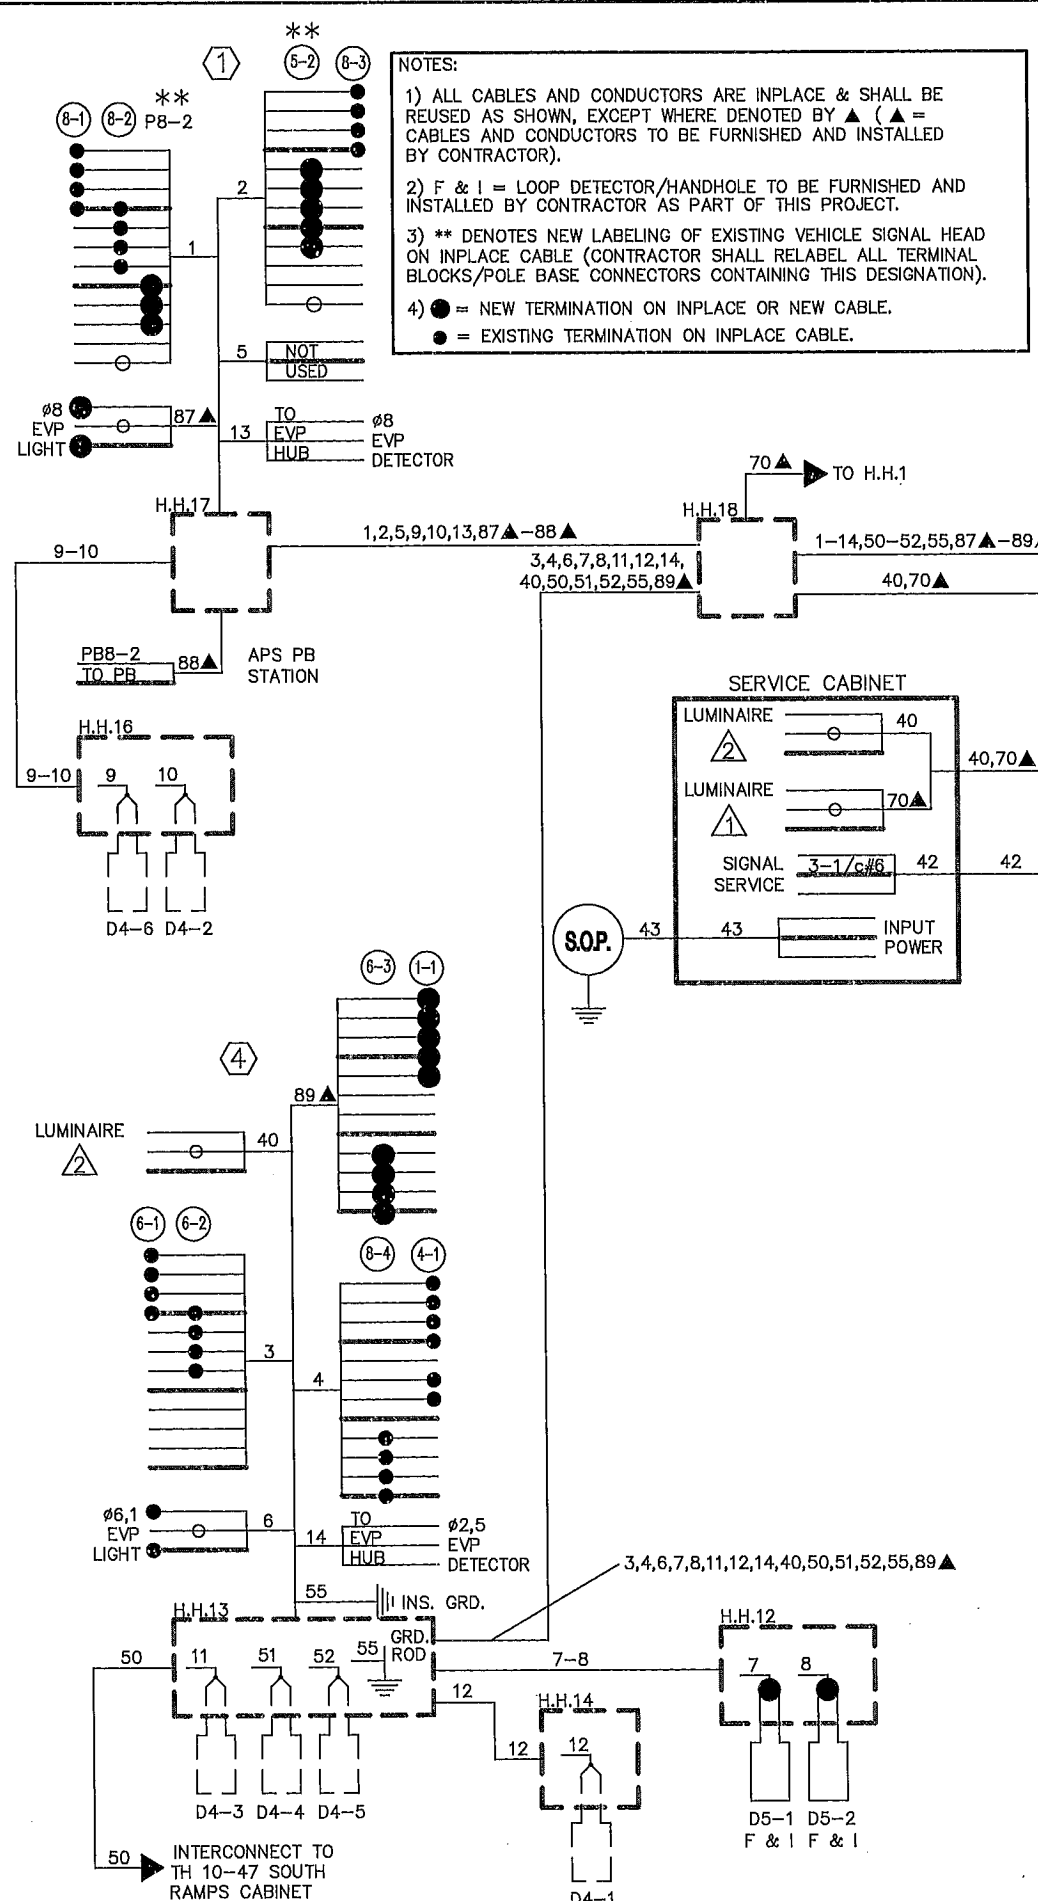 **
1
5-2 8-3
**
8-1 8-2 P8-2
NOTES:
1) ALL CABLES AND CONDUCTORS ARE INPLACE & SHALL BE
REUSED AS SHOWN, EXCEPT WHERE DENOTED BY ▲ ( ▲ =
CABLES AND CONDUCTORS TO BE FURNISHED AND INSTALLED
BY CONTRACTOR).
2) F & I = LOOP DETECTOR/HANDHOLE TO BE FURNISHED AND
INSTALLED BY CONTRACTOR AS PART OF THIS PROJECT.
3) ** DENOTES NEW LABELING OF EXISTING VEHICLE SIGNAL HEAD
ON INPLACE CABLE (CONTRACTOR SHALL RELABEL ALL TERMINAL
BLOCKS/POLE BASE CONNECTORS CONTAINING THIS DESIGNATION).
4) ● = NEW TERMINATION ON INPLACE OR NEW CABLE.
● = EXISTING TERMINATION ON INPLACE CABLE.
2
1
5
NOT
USED
ø8
EVP
LIGHT
87▲
13
TO
EVP
HUB
ø8
EVP
DETECTOR
70▲
TO H.H.1
H.H.17
H.H.18
1,2,5,9,10,13,87▲-88▲
1-14,50-52,55,87▲-89
9-10
3,4,6,7,8,11,12,14,
40,50,51,52,55,89▲
40,70▲
PB8-2
TO PB
88▲
APS PB
STATION
SERVICE CABINET
LUMINAIRE
2
40
40,70▲
LUMINAIRE
1
70▲
SIGNAL
SERVICE
3-1/c#6
42
42
S.O.P.
43
43
INPUT
POWER
H.H.16
9-10
9
10
D4-6 D4-2
6-3 1-1
4
89▲
LUMINAIRE
2
40
6-1 6-2
8-4 4-1
3
4
ø6,1
EVP
LIGHT
6
14
TO
EVP
HUB
ø2,5
EVP
DETECTOR
3,4,6,7,8,11,12,14,40,50,51,52,55,89▲
55
INS. GRD.
H.H.13
GRD.
ROD
H.H.12
50
11
51
52
55
7-8
7
8
12
H.H.14
12
12
D4-3 D4-4 D4-5
D5-1 D5-2
F & I F & I
50
INTERCONNECT TO
TH 10-47 SOUTH
RAMPS CABINET
D4-1